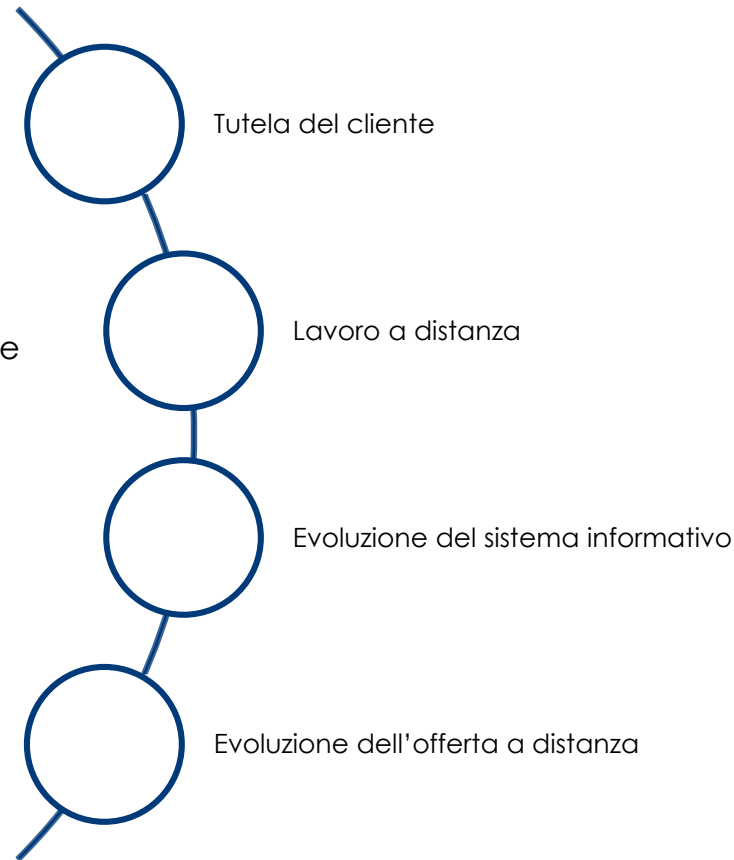 Tutela del cliente
Lavoro a distanza
e
Evoluzione del sistema informativo
Evoluzione dell’offerta a distanza